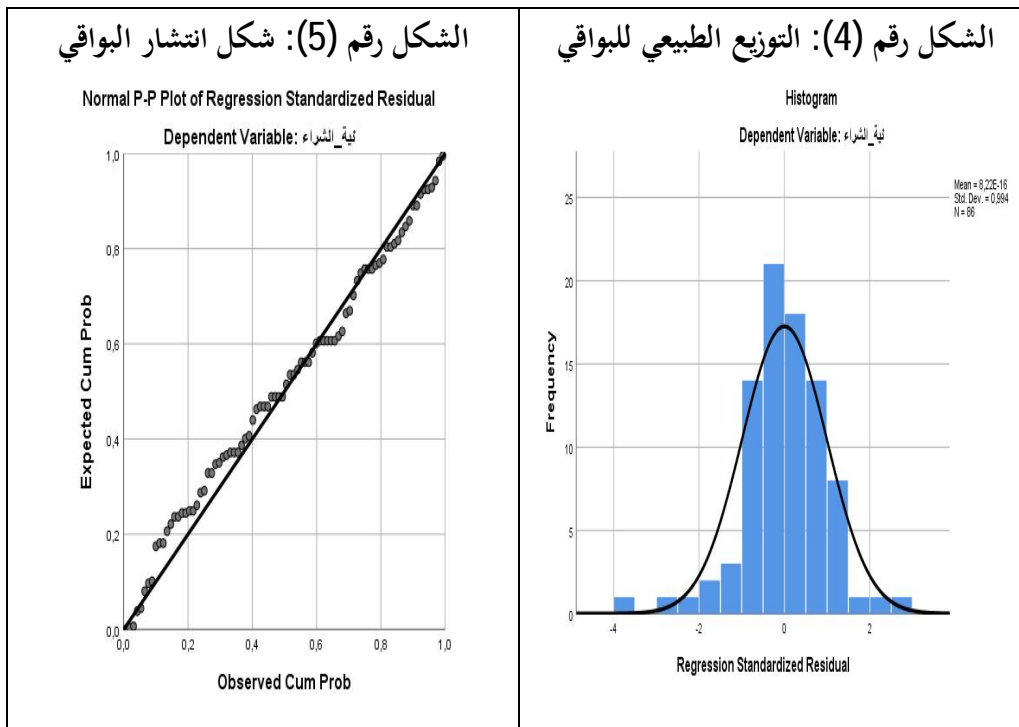 الشكل رقم (4): التوزيع الطبيعي للبواقي
Histogram
Dependent Variable: نية_الشراء
Mean = 8,22E-16
Std. Dev. = 0,994
N = 86
Frequency
25
20
15
10
5
0
-4
-2
0
2
Regression Standardized Residual
الشكل رقم (5): شكل انتشار البواقي
Normal P-P Plot of Regression Standardized Residual
Dependent Variable: نية_الشراء
Expected Cum Prob
1,0
0,8
0,6
0,4
0,2
0,0
0,0
0,2
0,4
0,6
0,8
1,0
Observed Cum Prob